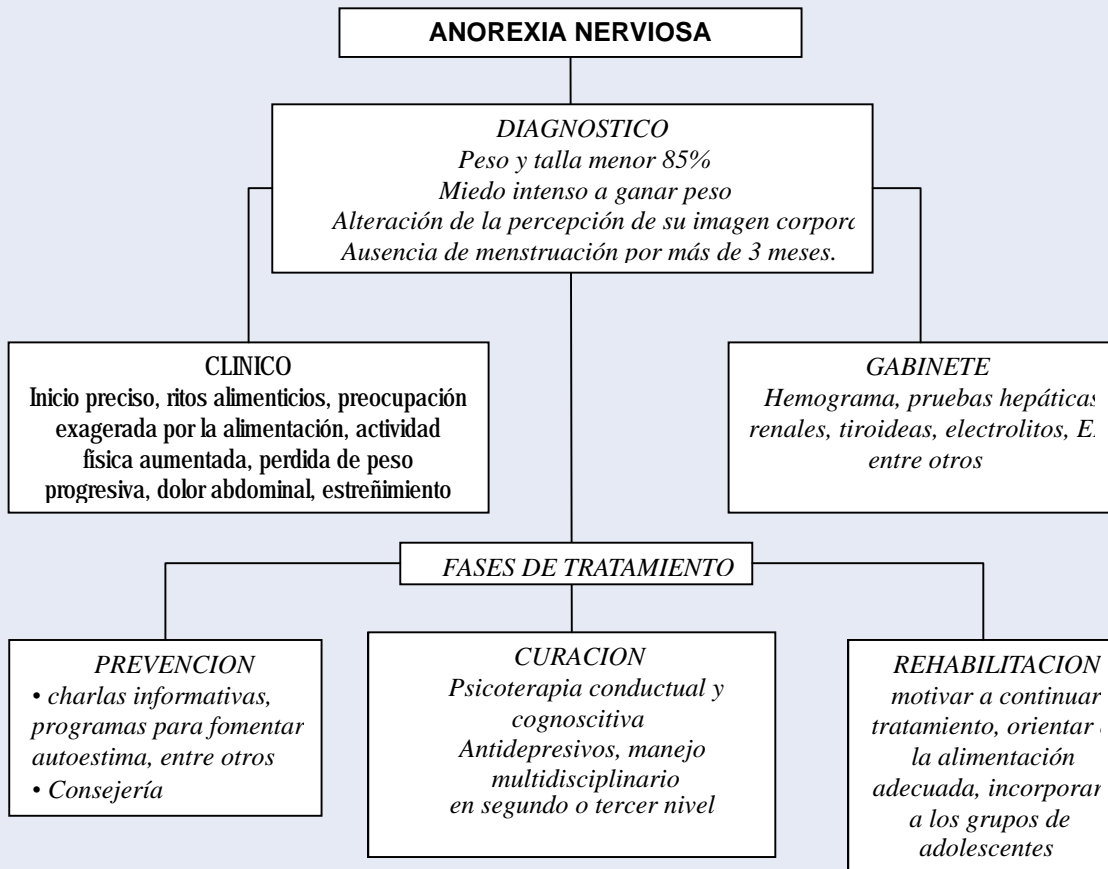 ANOREXIA NERVIOSA
DIAGNOSTICO
Peso y talla menor 85%
Miedo intenso a ganar peso
Alteración de la percepción de su imagen
Ausencia de menstruación por más de 3 meses.
CLINICO
Inicio preciso, ritos alimenticios, preocupación
exagerada por la alimentación, actividad
física aumentada, perdida de peso
progresiva, dolor abdominal, estreñimiento
GABINETE
Hemograma, pruebas hepáticas
renales, tiroideas, electrolitos,
entre otros
FASES DE TRATAMIENTO
PREVENCION
• charlas informativas,
programas para fomentar
autoestima, entre otros
• Consejería
CURACION
Psicoterapia conductual y
cognoscitiva
Antidepresivos, manejo
multidisciplinario
en segundo o tercer nivel
REHABILITACION
motivar a continuar
tratamiento, orientar
la alimentación
adecuada, incorporar
a los grupos de
adolescentes